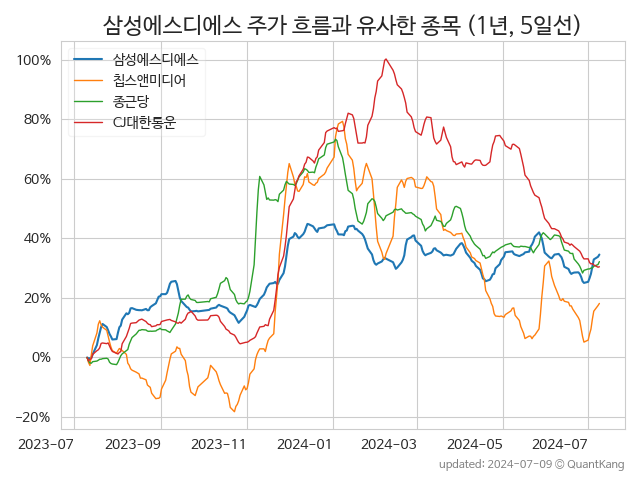 삼성에스디에스 주가 흐름과 유사한 종목 (1년, 5일선)
삼성에스디에스
칩스앤미디어
종근당
CJ대한통운
100%
80%
60%
40%
20%
0%
−20%
2023-07
2023-09
2023-11
2024-01
2024-03
2024-05
2024-07
updated: 2024-07-09 © QuantKang